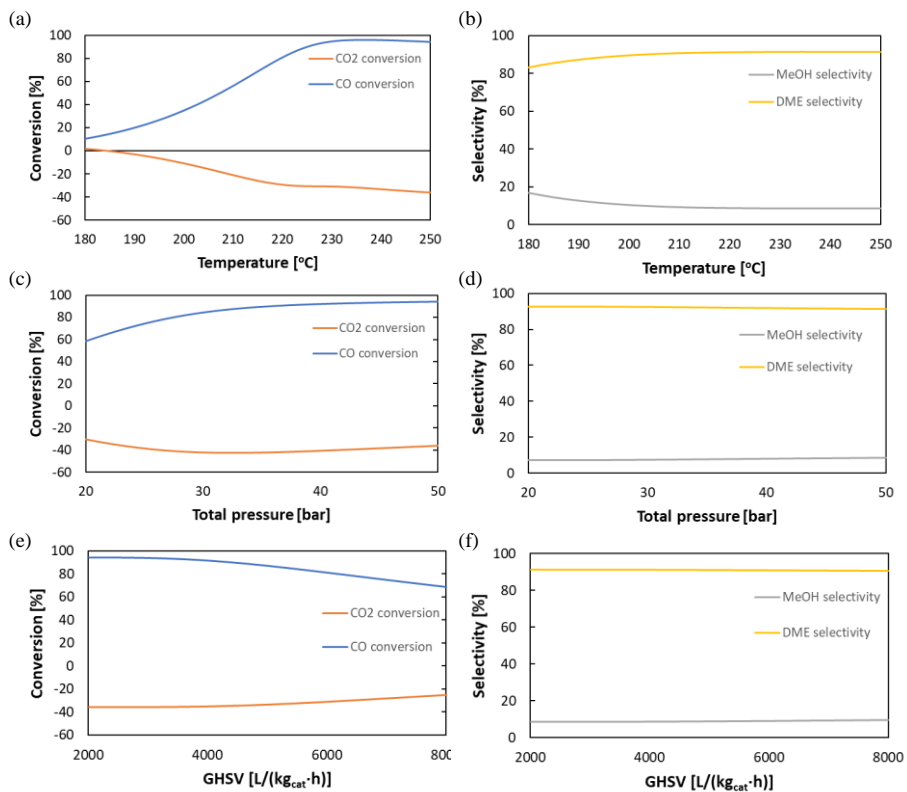 (a)
Conversion [%]
100
80
60
40
20
0
-20
-40
-60
CO2 conversion
CO conversion
180
190
200
210
220
230
240
250
Temperature [°C]
(b)
Selectivity [%]
100
80
60
40
20
0
MeOH selectivity
DME selectivity
180
190
200
210
220
230
240
250
Temperature [°C]
(c)
Conversion [%]
100
80
60
40
20
0
-20
-40
-60
CO2 conversion
CO conversion
20
30
40
50
Total pressure [bar]
(d)
Selectivity [%]
100
80
60
40
20
0
MeOH selectivity
DME selectivity
20
30
40
50
Total pressure [bar]
(e)
Conversion [%]
100
80
60
40
20
0
-20
-40
-60
CO2 conversion
CO conversion
2000
4000
6000
800
GHSV [L/(kgcat·h)]
(f)
Selectivity [%]
100
80
60
40
20
0
MeOH selectivity
DME selectivity
2000
4000
6000
8000
GHSV [L/(kgcat·h)]